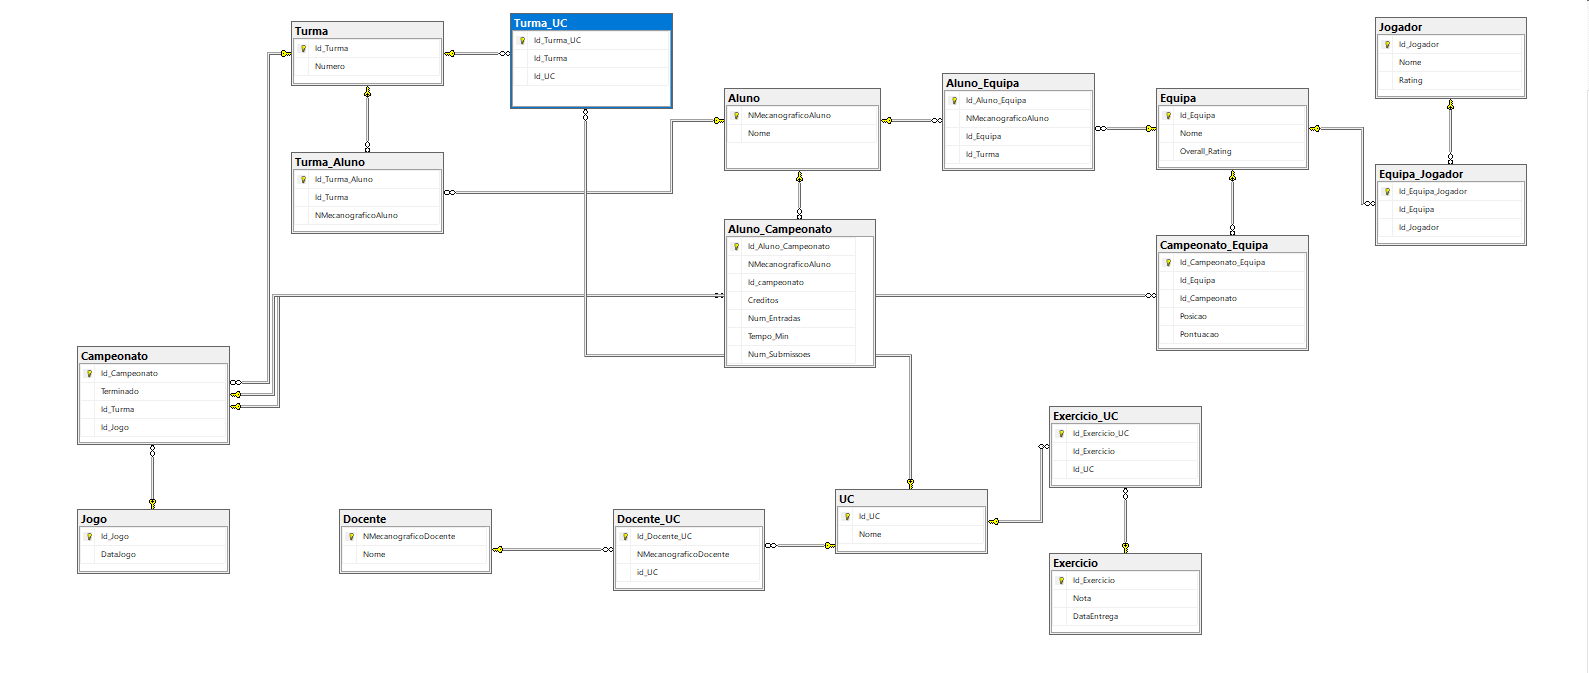 Turma
Id_Turma
Numero
Turma_UC
Id_Turma_UC
Id_Turma
Id_UC
Turma_Aluno
Id_Turma_Aluno
Id_Turma
NMecanograficoAluno
Aluno
NMecanograficoAluno
Nome
Aluno_Equipa
Id_Aluno_Equipa
NMecanograficoAluno
Id_Equipa
Id_Turma
Equipa
Id_Equipa
Nome
Overall_Rating
Jogador
Id_Jogador
Nome
Rating
Equipa_Jogador
Id_Equipa_Jogador
Id_Equipa
Id_Jogador
Aluno_Campeonato
Id_Aluno_Campeonato
NMecanograficoAluno
Id_campeonato
Creditos
Num_Entradas
Tempo_Min
Num_Submissoes
Campeonato_Equipa
Id_Campeonato_Equipa
Id_Equipa
Id_Campeonato
Posicao
Pontuacao
Campeonato
Id_Campeonato
Terminado
Id_Turma
Id_Jogo
Jogo
Id_Jogo
DataJogo
Docente
NMecanograficoDocente
Nome
Docente_UC
Id_Docente_UC
NMecanograficoDocente
id_UC
UC
Id_UC
Nome
Exercicio_UC
Id_Exercicio_UC
Id_Exercicio
Id_UC
Exercicio
Id_Exercicio
Nota
DataEntrega